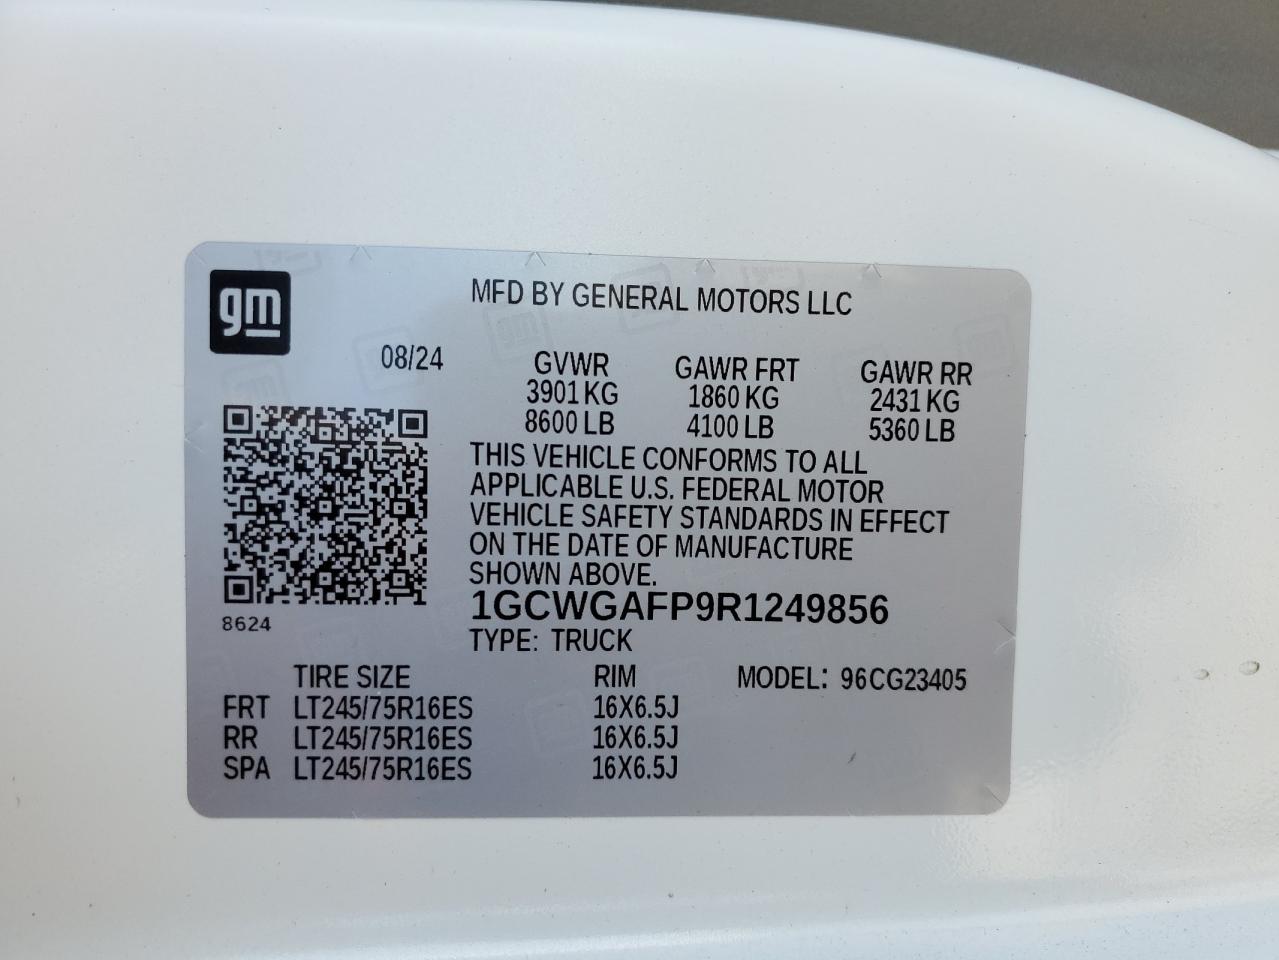 gm
MFD BY GENERAL MOTORS LLC
08/24
GVWR GAWR FRT GAWR RR
3901 KG 1860 KG 2431 KG
8600 LB 4100 LB 5360 LB
THIS VEHICLE CONFORMS TO ALL
APPLICABLE U.S. FEDERAL MOTOR
VEHICLE SAFETY STANDARDS IN EFFECT
ON THE DATE OF MANUFACTURE
SHOWN ABOVE.
1GCWGAFP9R1249856
8624
TYPE: TRUCK
TIRE SIZE RIM MODEL: 96CG23405
FRT LT245/75R16ES 16X6.5J
RR LT245/75R16ES 16X6.5J
SPA LT245/75R16ES 16X6.5J